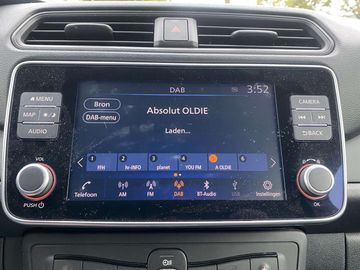 DAB
3:52
MENU
MAP
AUDIO
CAMERA
BACK
Bron
DAB-menu
Absolut OLDIE
Laden...
1 2 3 4 5 6
FFH hr-INFO planet YOU FM A OLDIE
VOL
PUSH
OK
Telefoon AM FM DAB BT-Audio USB Instellingen